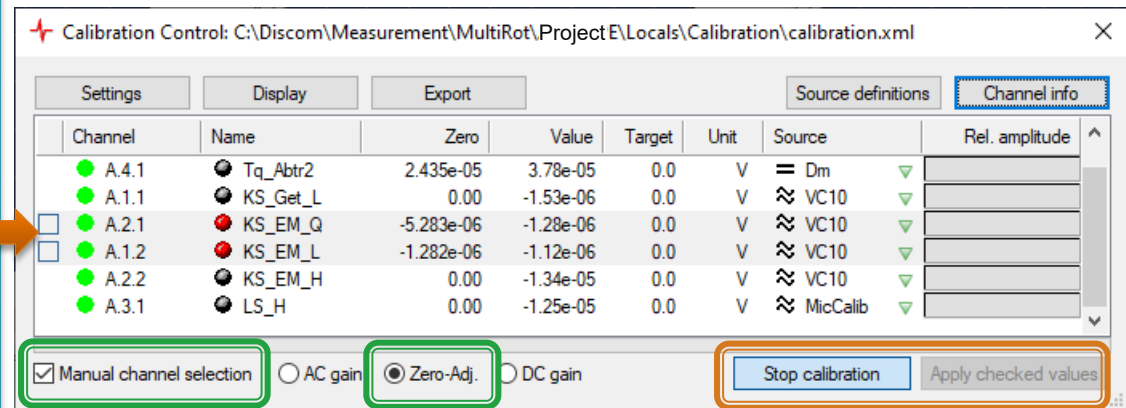 Calibration Control: C:\Discom\Measurement\MultiRot\Project E\Locals\Calibration\calibration.xml
Settings Display Export Source definitions Channel info
Channel Name Zero Value Target Unit Source Rel. amplitude
A.4.1 Tq_Abtr2 2.435e-05 3.78e-05 0.0 V Dm
A.1.1 KS_Get_L 0.00 -1.53e-06 0.0 V VC10
A.2.1 KS_EM_Q -5.283e-06 -1.28e-06 0.0 V VC10
A.1.2 KS_EM_L -1.282e-06 -1.12e-06 0.0 V VC10
A.2.2 KS_EM_H 0.00 -1.34e-05 0.0 V VC10
A.3.1 LS_H 0.00 -1.25e-05 0.0 V MicCalib
Manual channel selection AC gain Zero-Adj. DC gain Stop calibration Apply checked values